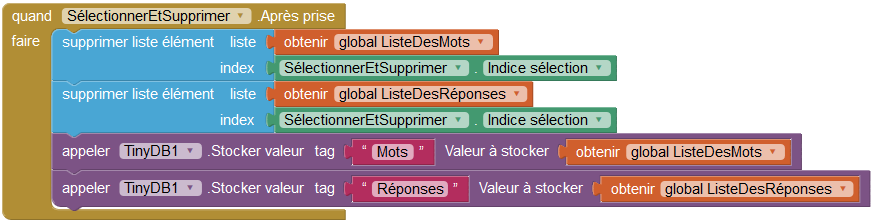 quand SélectionnerEtSupprimer .Après prise
faire supprimer liste élément liste obtenir global ListeDesMots
index SélectionnerEtSupprimer . Indice sélection
supprimer liste élément liste obtenir global ListeDesRéponses
index SélectionnerEtSupprimer . Indice sélection
appeler TinyDB1 .Stocker valeur tag “ Mots ” Valeur à stocker obtenir global ListeDesMots
appeler TinyDB1 .Stocker valeur tag “ Réponses ” Valeur à stocker obtenir global ListeDesRéponses